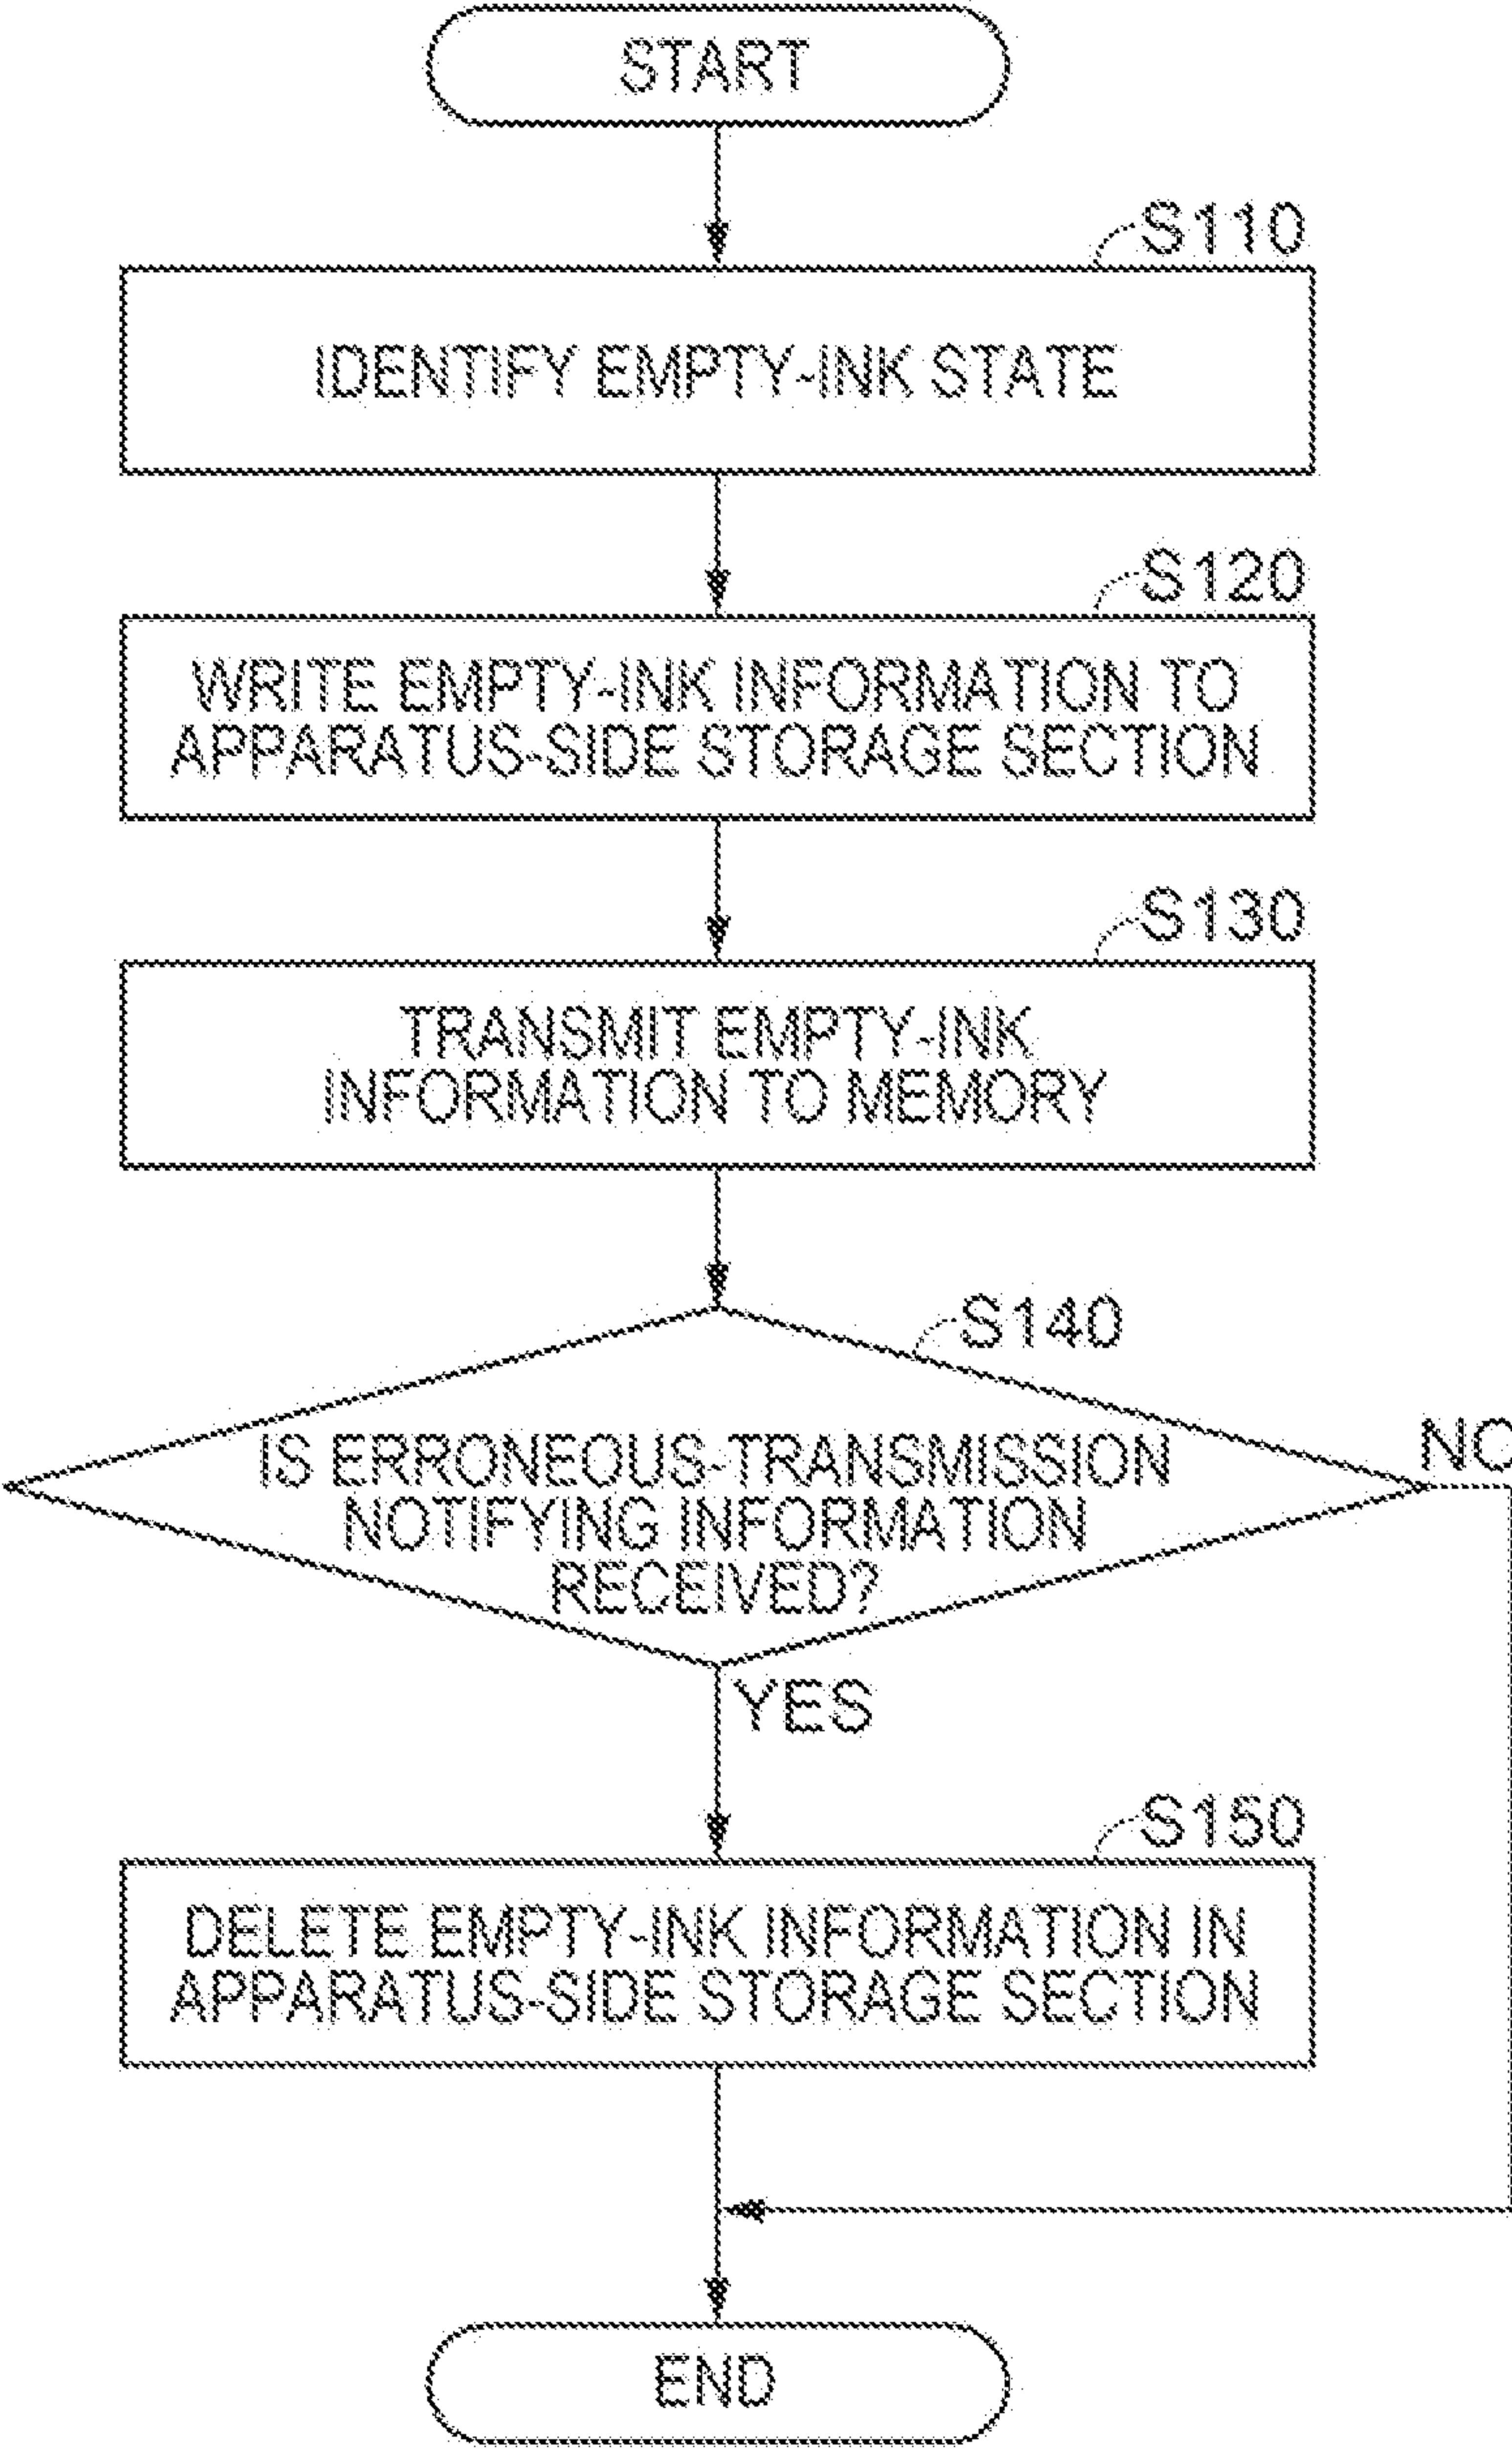 START
S110
IDENTIFY EMPTY-INK STATE
S120
WRITE EMPTY-INK INFORMATION TO
APPARATUS-SIDE STORAGE SECTION
S130
TRANSMIT EMPTY-INK
INFORMATION TO MEMORY
S140
IS ERRONEOUS-TRANSMISSION
NOTIFYING INFORMATION
RECEIVED?
NO
YES
S150
DELETE EMPTY-INK INFORMATION IN
APPARATUS-SIDE STORAGE SECTION
END